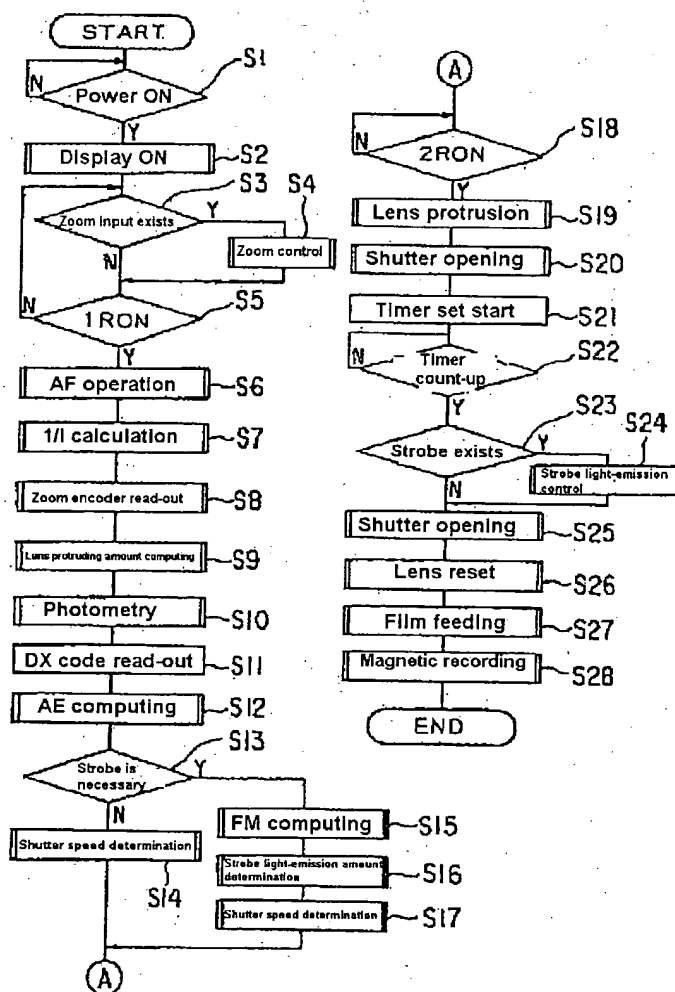 START
S1
N
Power ON
Y
Display ON
S2
S3
S4
Zoom input exists
Y
Zoom control
N
S5
N
1RON
Y
AF operation
S6
1/l calculation
S7
Zoom encoder read-out
S8
Lens protruding amount computing
S9
Photometry
S10
DX code read-out
S11
AE computing
S12
S13
Strobe is
necessary
Y
N
Shutter speed determination
S14
FM computing
S15
Strobe light-emission amount
determination
S16
Shutter speed determination
S17
A
A
S18
N
2RON
Y
Lens protrusion
S19
Shutter opening
S20
Timer set start
S21
N
Timer
count-up
S22
Y
S23
S24
Strobe exists
Y
Strobe light-emission
control
N
Shutter opening
S25
Lens reset
S26
Film feeding
S27
Magnetic recording
S28
END